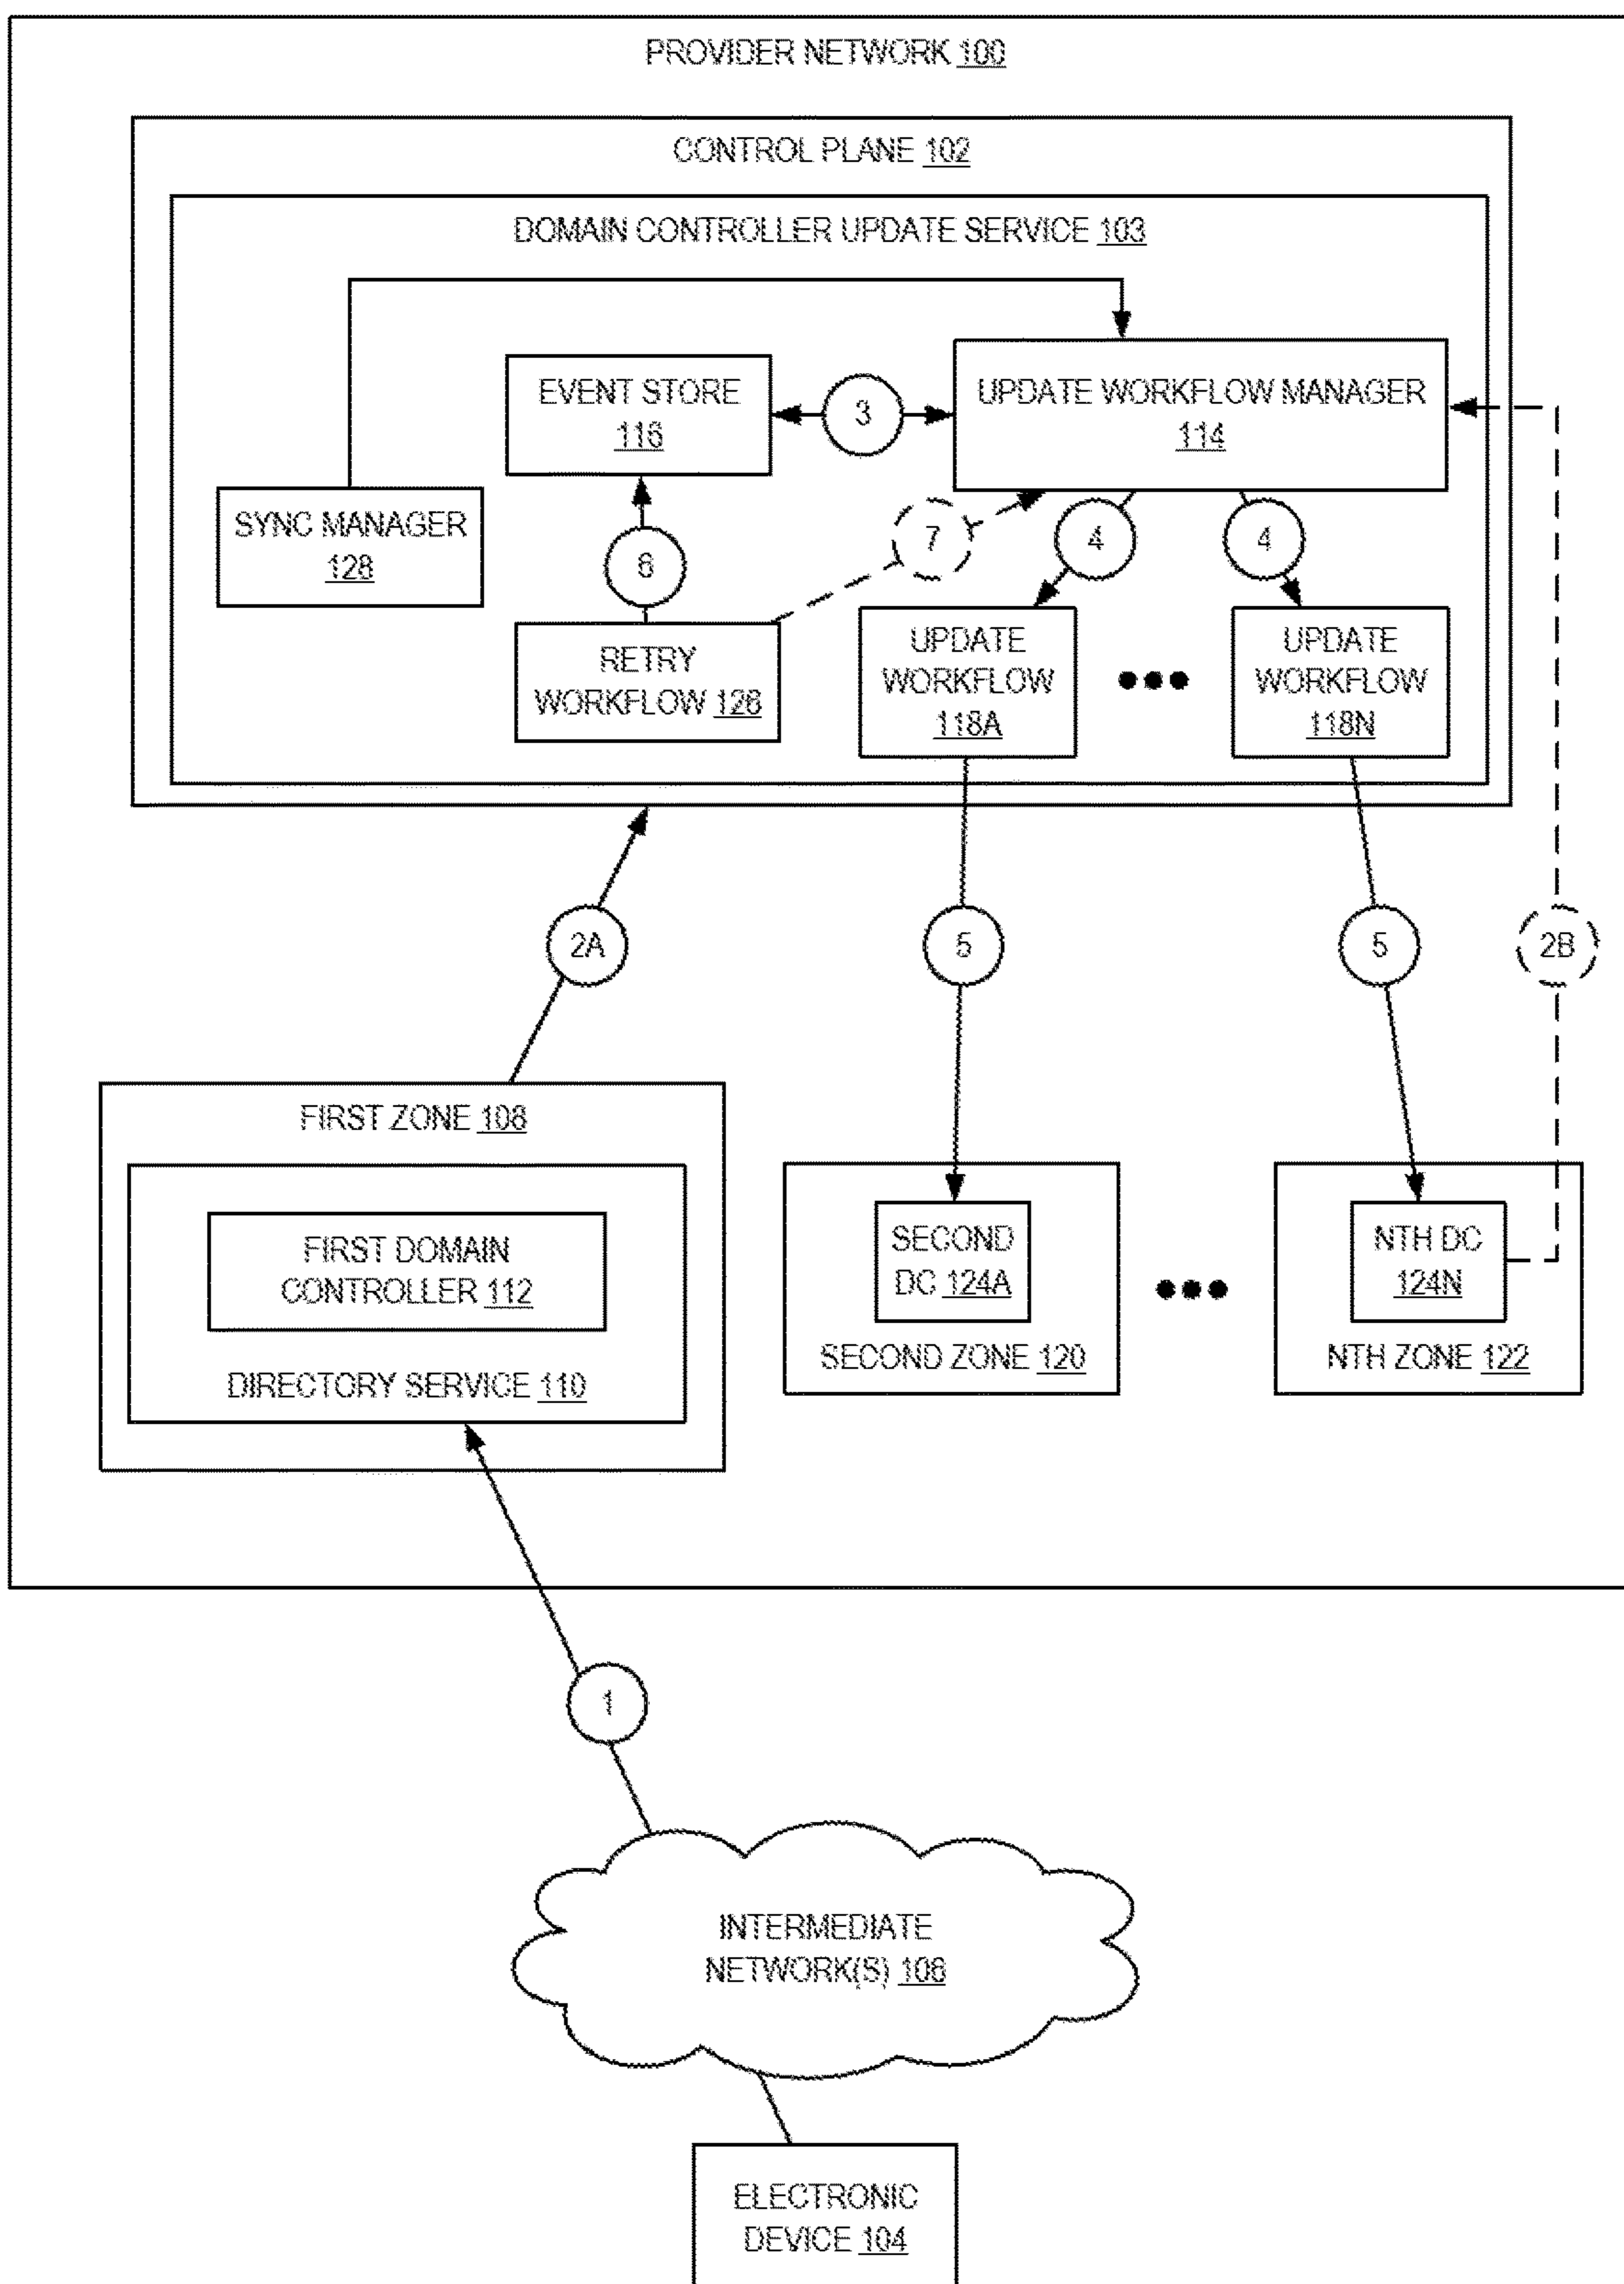 PROVIDER NETWORK 100
CONTROL PLANE 102
DOMAIN CONTROLLER UPDATE SERVICE 103
EVENT STORE
116
3
UPDATE WORKFLOW MANAGER
114
SYNC MANAGER
128
6
7
4
4
RETRY
WORKFLOW 126
UPDATE
WORKFLOW
118A
UPDATE
WORKFLOW
118N
2A
5
5
2B
FIRST ZONE 108
FIRST DOMAIN
CONTROLLER 112
DIRECTORY SERVICE 110
SECOND
DC 124A
SECOND ZONE 120
NTH DC
124N
NTH ZONE 122
1
INTERMEDIATE
NETWORK(S) 106
ELECTRONIC
DEVICE 104